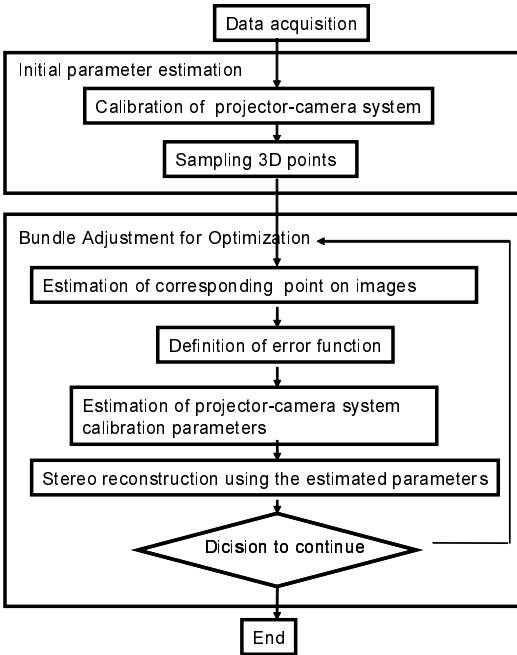 Data acquisition
Initial parameter estimation
Calibration of projector-camera system
Sampling 3D points
Bundle Adjustment for Optimization
Estimation of corresponding point on images
Definition of error function
Estimation of projector-camera system
calibration parameters
Stereo reconstruction using the estimated parameters
Dicision to continue
End